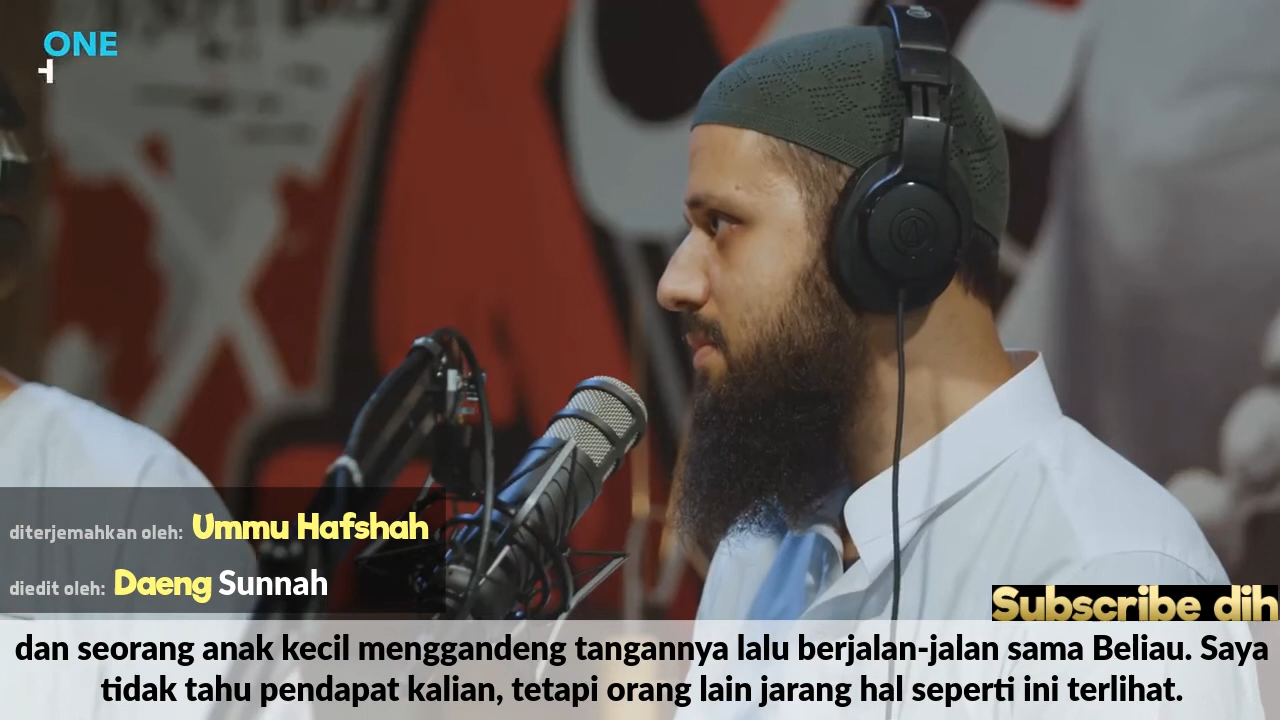 ONE
diterjemahkan oleh: Ummu Hafshah
diedit oleh: Daeng Sunnah
Subscribe dih
dan seorang anak kecil menggandeng tangannya lalu berjalan-jalan sama Beliau. Saya
tidak tahu pendapat kalian, tetapi orang lain jarang hal seperti ini terlihat.